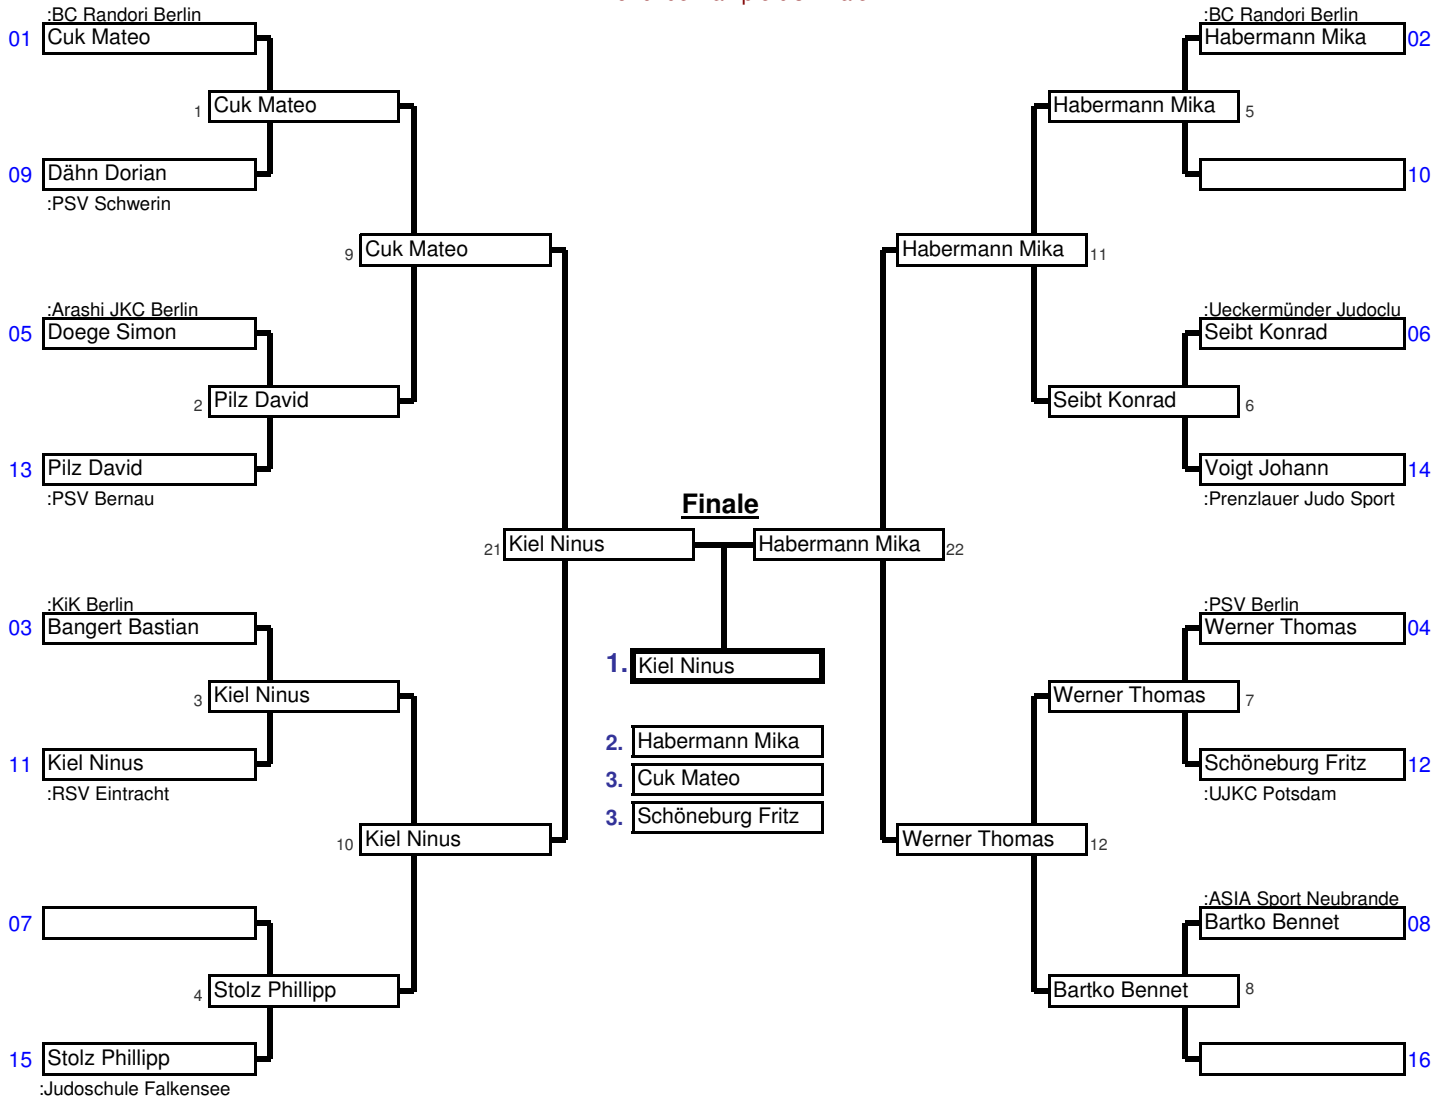 :BC Randori Berlin
01 Cuk Mateo
1 Cuk Mateo
09 Dähn Dorian
:PSV Schwerin
9 Cuk Mateo
:Arashi JKC Berlin
05 Doege Simon
2 Pilz David
13 Pilz David
:PSV Bernau
21 Kiel Ninus
:KiK Berlin
03 Bangert Bastian
3 Kiel Ninus
11 Kiel Ninus
:RSV Eintracht
10 Kiel Ninus
07
4 Stolz Phillipp
15 Stolz Phillipp
:Judoschule Falkensee
Finale
1. Kiel Ninus
2. Habermann Mika
3. Cuk Mateo
3. Schöneburg Fritz
:BC Randori Berlin
Habermann Mika 02
Habermann Mika 5
10
Habermann Mika 11
:Ueckermünder Judoclu
Seibt Konrad 06
Seibt Konrad 6
Voigt Johann 14
:Prenzlauer Judo Sport
Habermann Mika 22
:PSV Berlin
Werner Thomas 04
Werner Thomas 7
Schöneburg Fritz 12
:UJKC Potsdam
Werner Thomas 12
:ASIA Sport Neubrande
Bartko Bennet 08
Bartko Bennet 8
16